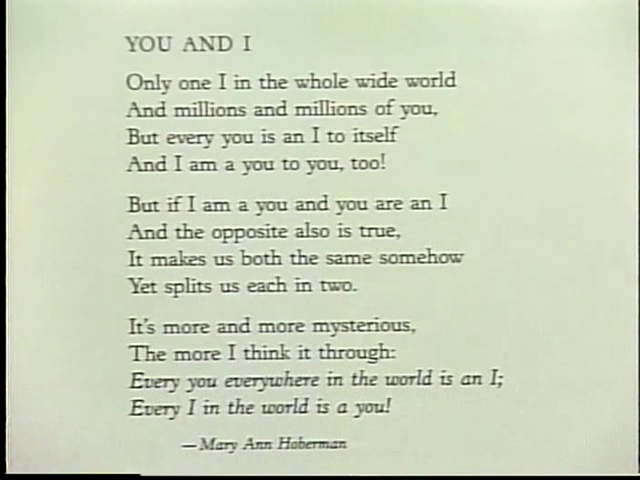 YOU AND I
Only one I in the whole wide world
And millions and millions of you,
But every you is an I to itself
And I am a you to you, too!
But if I am a you and you are an I
And the opposite also is true,
It makes us both the same somehow
Yet splits us each in two.
It's more and more mysterious,
The more I think it through:
Every you everywhere in the world is an I;
Every I in the world is a you!
—Mary Ann Hoberman